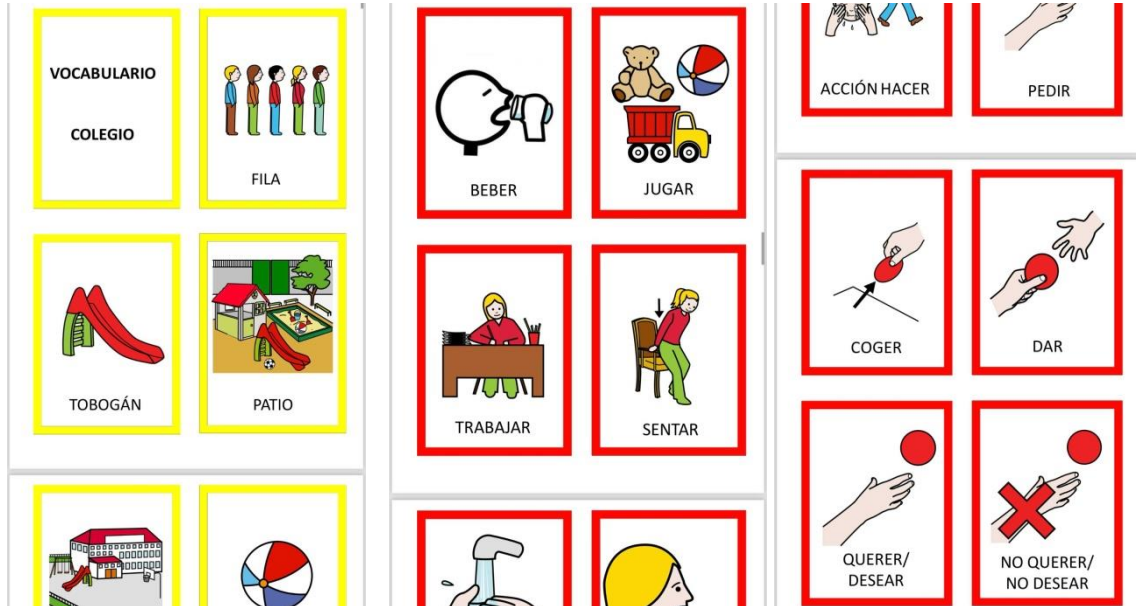 VOCABULARIO
COLEGIO
FILA
TOBOGÁN
PATIO
BEBER
JUGAR
TRABAJAR
SENTAR
ACCIÓN HACER
PEDIR
COGER
DAR
QUERER/
DESEAR
NO QUERER/
NO DESEAR